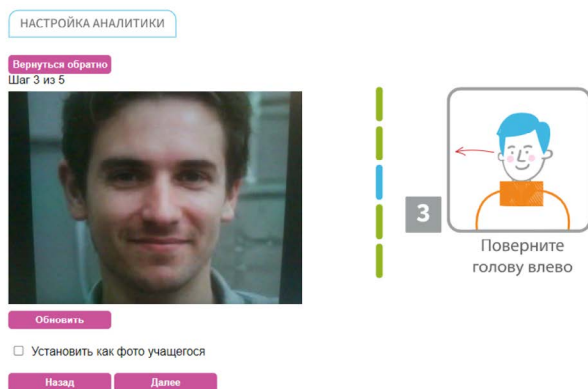 НАСТРОЙКА АНАЛИТИКИ
Вернуться обратно
Шаг 3 из 5
3
Поверните
голову влево
Обновить
Установить как фото учащегося
Назад
Далее